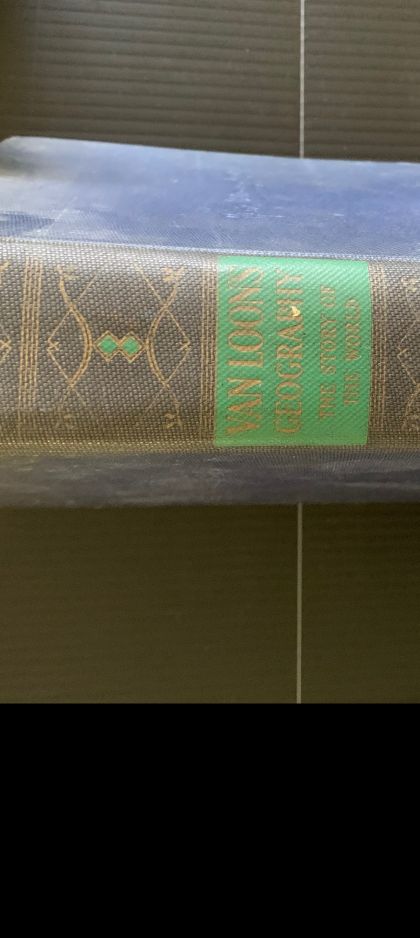 VAN LOON'S
GEOGRAPHY
THE STORY OF
THE WORLD